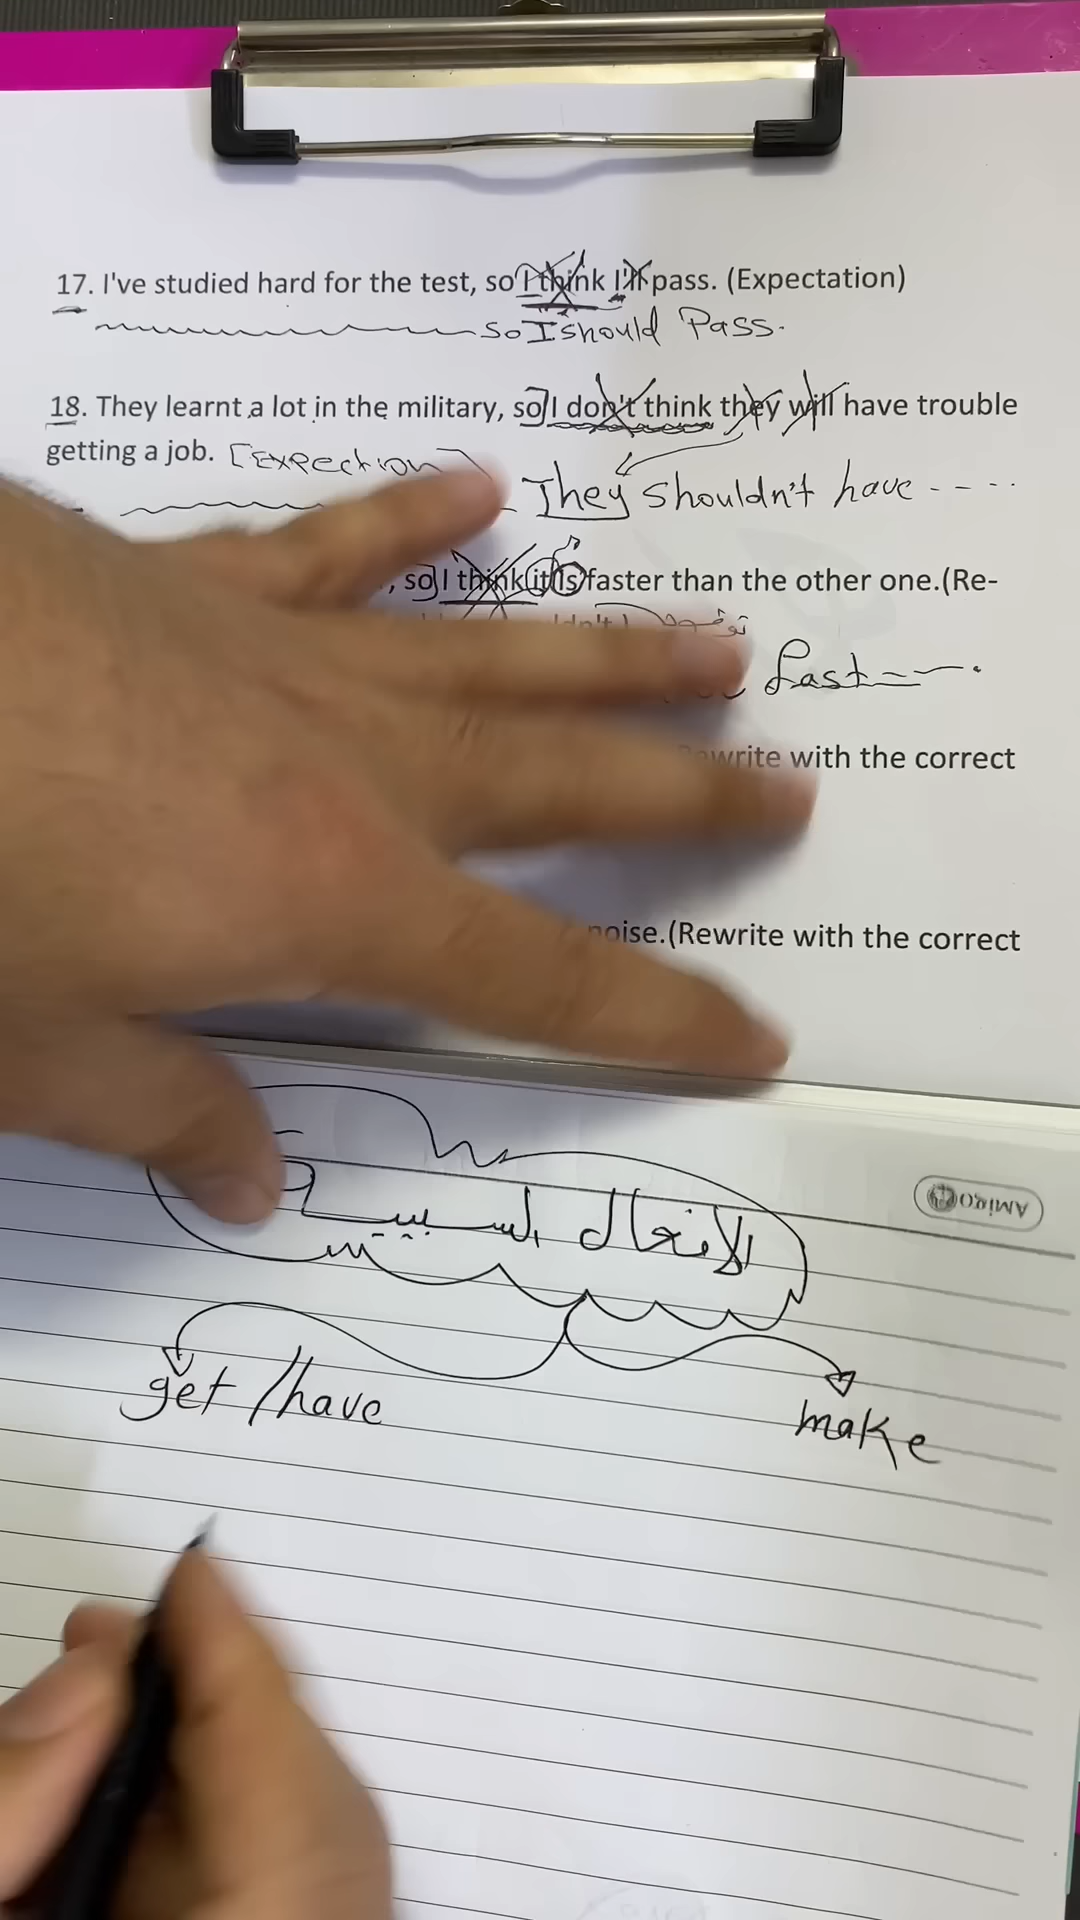 17. I've studied hard for the test, so I think I'll pass. (Expectation)
so I should Pass.
18. They learnt a lot in the military, so I don't think they will have trouble
getting a job. [Expection]
They shouldn't have ----
, so I think it is faster than the other one.(Re-
توقع
fast
Rewrite with the correct
noise.(Rewrite with the correct
AMIGO
الافعال السببية
get / have
make